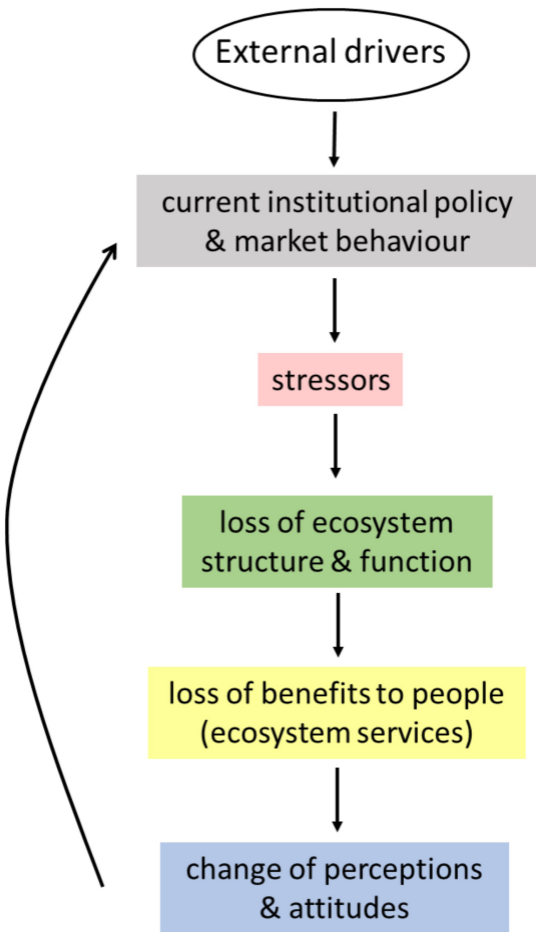 External drivers
current institutional policy
& market behaviour
stressors
loss of ecosystem
structure & function
loss of benefits to people
(ecosystem services)
change of perceptions
& attitudes